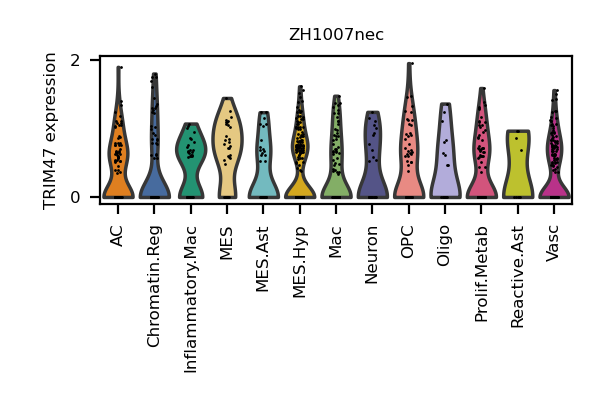 ZH1007nec
TRIM47 expression
2
0
AC
Chromatin.Reg
Inflammatory.Mac
MES
MES.Ast
MES.Hyp
Mac
Neuron
OPC
Oligo
Prolif.Metab
Reactive.Ast
Vasc